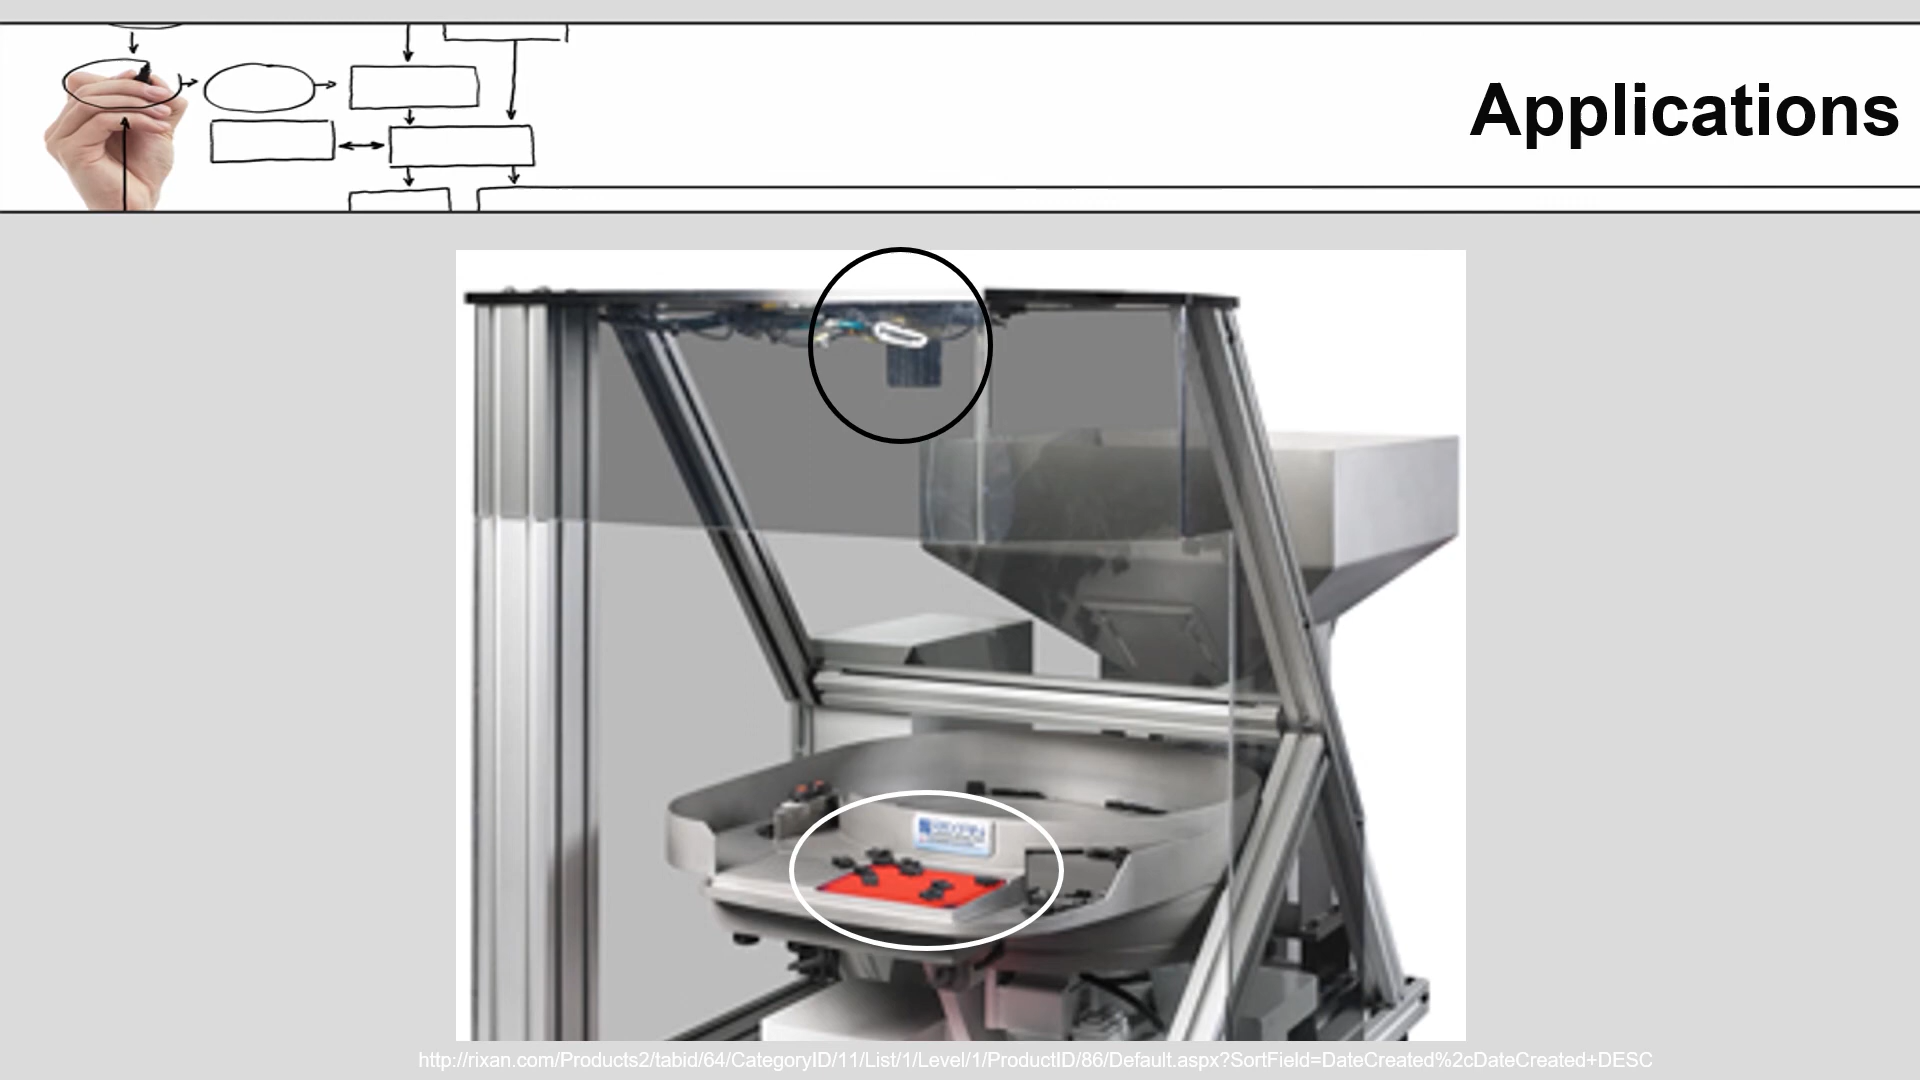 Applications
http://rixan.com/Products2/tabid/64/CategoryID/11/List/1/Level/1/ProductID/86/Default.aspx?SortField=DateCreated%2cDateCreated+DESC